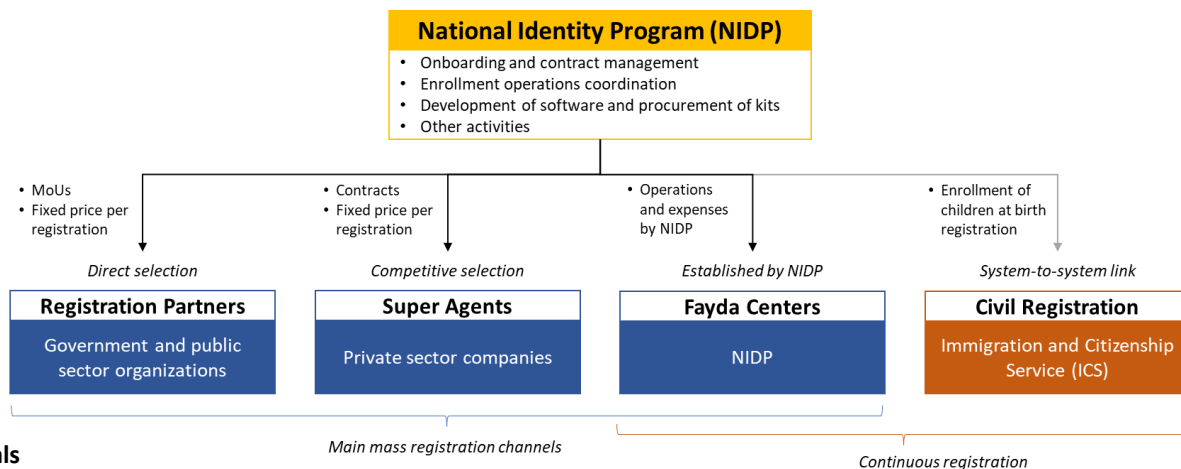 National Identity Program (NIDP)
• Onboarding and contract management
• Enrollment operations coordination
• Development of software and procurement of kits
• Other activities
• MoUs
• Fixed price per
registration
• Contracts
• Fixed price per
registration
• Operations
and expenses
by NIDP
• Enrollment of
children at birth
registration
Direct selection
Competitive selection
Established by NIDP
System-to-system link
Registration Partners
Government and public
sector organizations
Super Agents
Private sector companies
Fayda Centers
NIDP
Civil Registration
Immigration and Citizenship
Service (ICS)
Main mass registration channels
Continuous registration